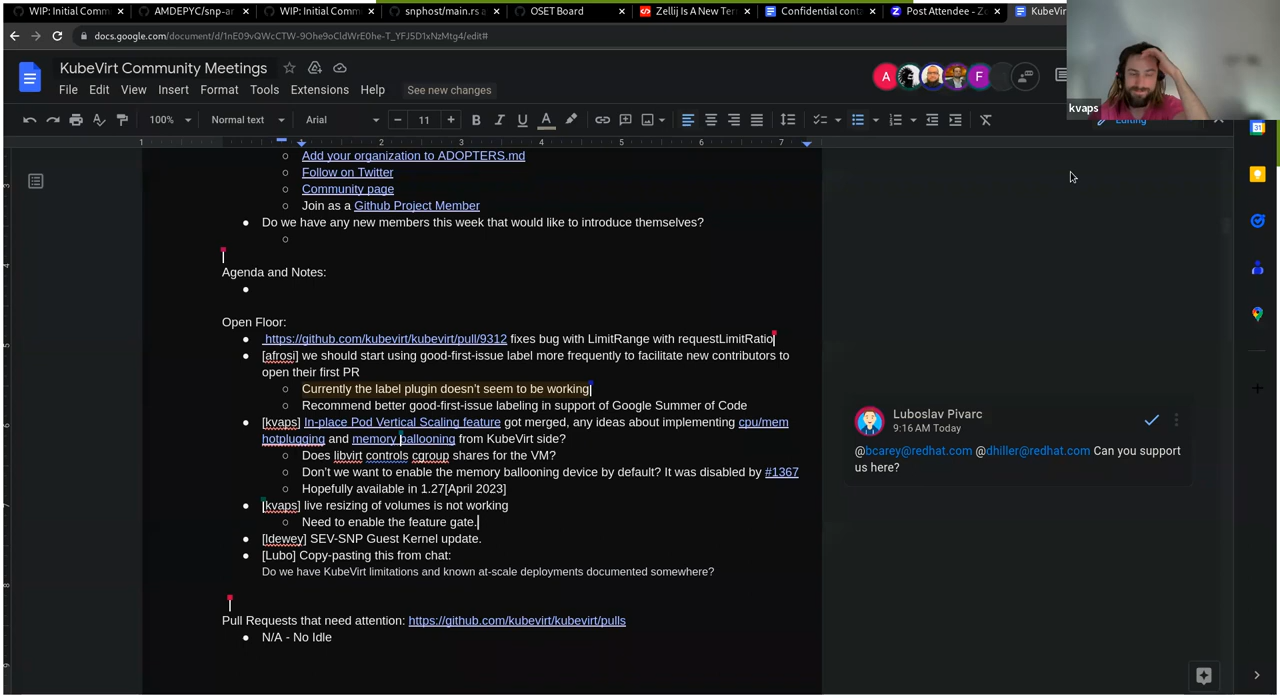 WIP: Initial Comm
AMDEPYC/snp-ar
WIP: Initial Comm
snphost/main.rs a
OSET Board
Zellij Is A New Terr
Confidential cont
Post Attendee - Zo
KubeVir
docs.google.com/document/d/1nE09vQWcCTW-9Ohe9oCldWrE0he-T_YFJ5D1xNzMtg4/edit#
KubeVirt Community Meetings
File Edit View Insert Format Tools Extensions Help See new changes
kvaps
100% Normal text Arial 11 Editing
1 1 2 3 4 5 6 7
Add your organization to ADOPTERS.md
Follow on Twitter
Community page
Join as a Github Project Member
Do we have any new members this week that would like to introduce themselves?
Agenda and Notes:
Open Floor:
https://github.com/kubevirt/kubevirt/pull/9312 fixes bug with LimitRange with requestLimitRatio
[afrosi] we should start using good-first-issue label more frequently to facilitate new contributors to
open their first PR
Currently the label plugin doesn't seem to be working
Recommend better good-first-issue labeling in support of Google Summer of Code
[kvaps] In-place Pod Vertical Scaling feature got merged, any ideas about implementing cpu/mem
hotplugging and memory ballooning from KubeVirt side?
Does libvirt controls cgroup shares for the VM?
Don't we want to enable the memory ballooning device by default? It was disabled by #1367
Hopefully available in 1.27[April 2023]
[kvaps] live resizing of volumes is not working
Need to enable the feature gate.
[ldewey] SEV-SNP Guest Kernel update.
[Lubo] Copy-pasting this from chat:
Do we have KubeVirt limitations and known at-scale deployments documented somewhere?
Pull Requests that need attention: https://github.com/kubevirt/kubevirt/pulls
N/A - No Idle
Luboslav Pivarc
9:16 AM Today
@bcarey@redhat.com @dhiller@redhat.com Can you support
us here?